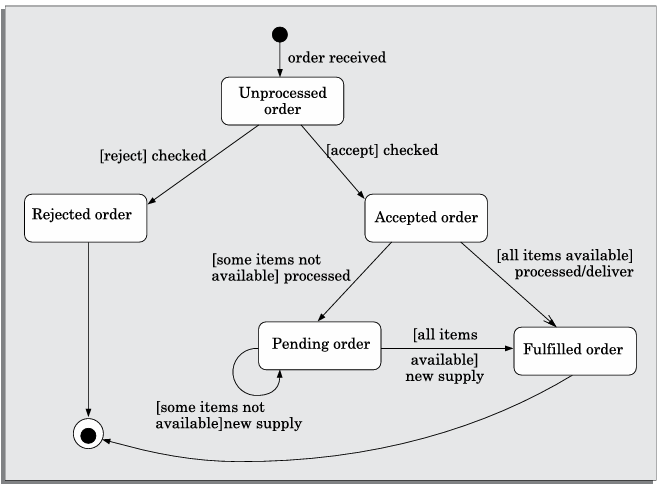 order received
Unprocessed
order
[reject] checked
[accept] checked
Rejected order
Accepted order
[some items not
available] processed
[all items available]
processed/deliver
Pending order
[all items
available]
new supply
Fulfilled order
[some items not
available]new supply